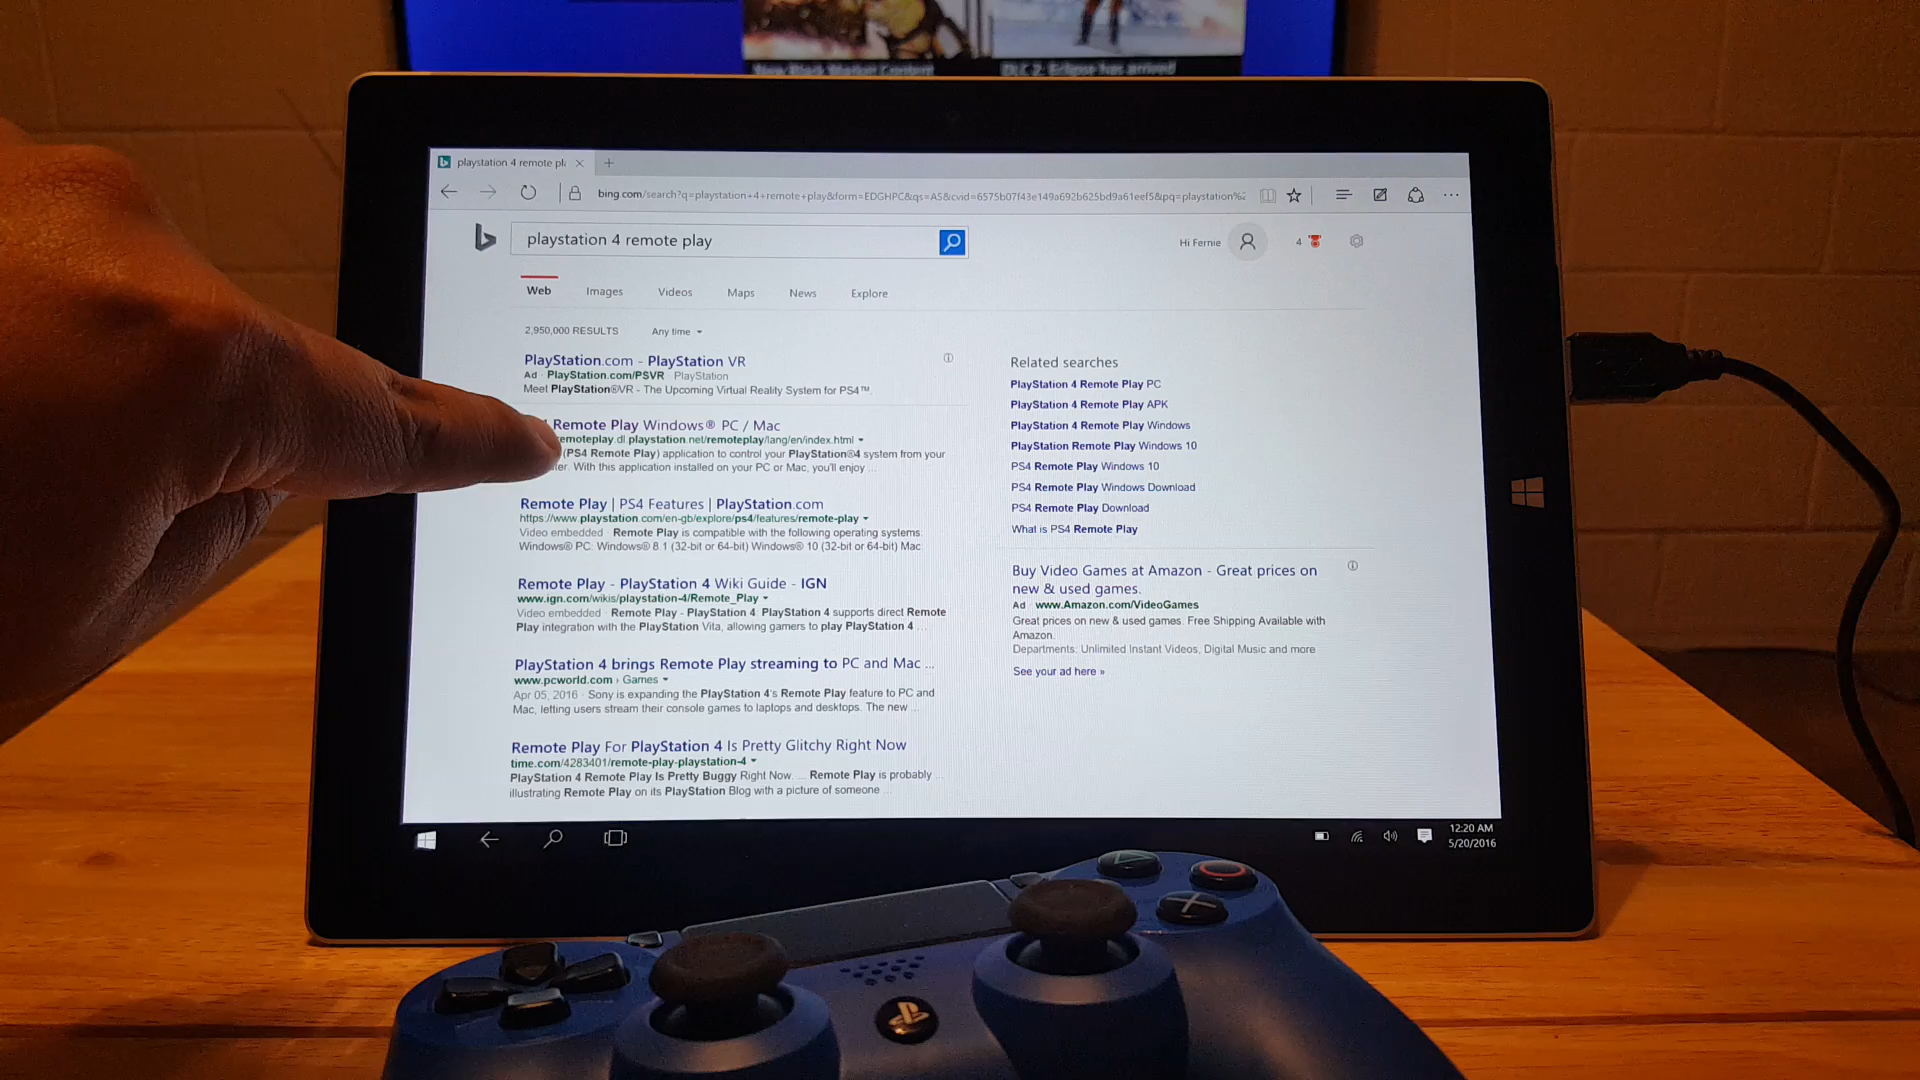 New Black Market Content
DLC 2: Eclipse has arrived
playstation 4 remote pl
bing.com/search?q=playstation+4+remote+play&form=EDGHPC&qs=AS&cvid=6575b07f43e149a692b625bd9a61eef5&pq=playstation%2
playstation 4 remote play
Hi Fernie
4
Web Images Videos Maps News Explore
2,950,000 RESULTS Any time
PlayStation.com - PlayStation VR
Ad · PlayStation.com/PSVR PlayStation
Meet PlayStation®VR - The Upcoming Virtual Reality System for PS4™.
Remote Play Windows® PC / Mac
emoteplay.dl.playstation.net/remoteplay/lang/en/index.html
(PS4 Remote Play) application to control your PlayStation®4 system from your
ter. With this application installed on your PC or Mac, you'll enjoy ...
Remote Play | PS4 Features | PlayStation.com
https://www.playstation.com/en-gb/explore/ps4/features/remote-play
Video embedded · Remote Play is compatible with the following operating systems:
Windows® PC: Windows® 8.1 (32-bit or 64-bit) Windows® 10 (32-bit or 64-bit) Mac:
Remote Play - PlayStation 4 Wiki Guide - IGN
www.ign.com/wikis/playstation-4/Remote_Play
Video embedded · Remote Play - PlayStation 4. PlayStation 4 supports direct Remote
Play integration with the PlayStation Vita, allowing gamers to play PlayStation 4 ...
PlayStation 4 brings Remote Play streaming to PC and Mac ...
www.pcworld.com › Games
Apr 05, 2016 · Sony is expanding the PlayStation 4's Remote Play feature to PC and
Mac, letting users stream their console games to laptops and desktops. The new ...
Remote Play For PlayStation 4 Is Pretty Glitchy Right Now
time.com/4283401/remote-play-playstation-4
PlayStation 4 Remote Play Is Pretty Buggy Right Now. ... Remote Play is probably ...
illustrating Remote Play on its PlayStation Blog with a picture of someone ...
Related searches
PlayStation 4 Remote Play PC
PlayStation 4 Remote Play APK
PlayStation 4 Remote Play Windows
PlayStation Remote Play Windows 10
PS4 Remote Play Windows 10
PS4 Remote Play Windows Download
PS4 Remote Play Download
What is PS4 Remote Play
Buy Video Games at Amazon - Great prices on
new & used games.
Ad · www.Amazon.com/VideoGames
Great prices on new & used games. Free Shipping Available with
Amazon.
Departments: Unlimited Instant Videos, Digital Music and more
See your ad here »
12:20 AM
5/20/2016